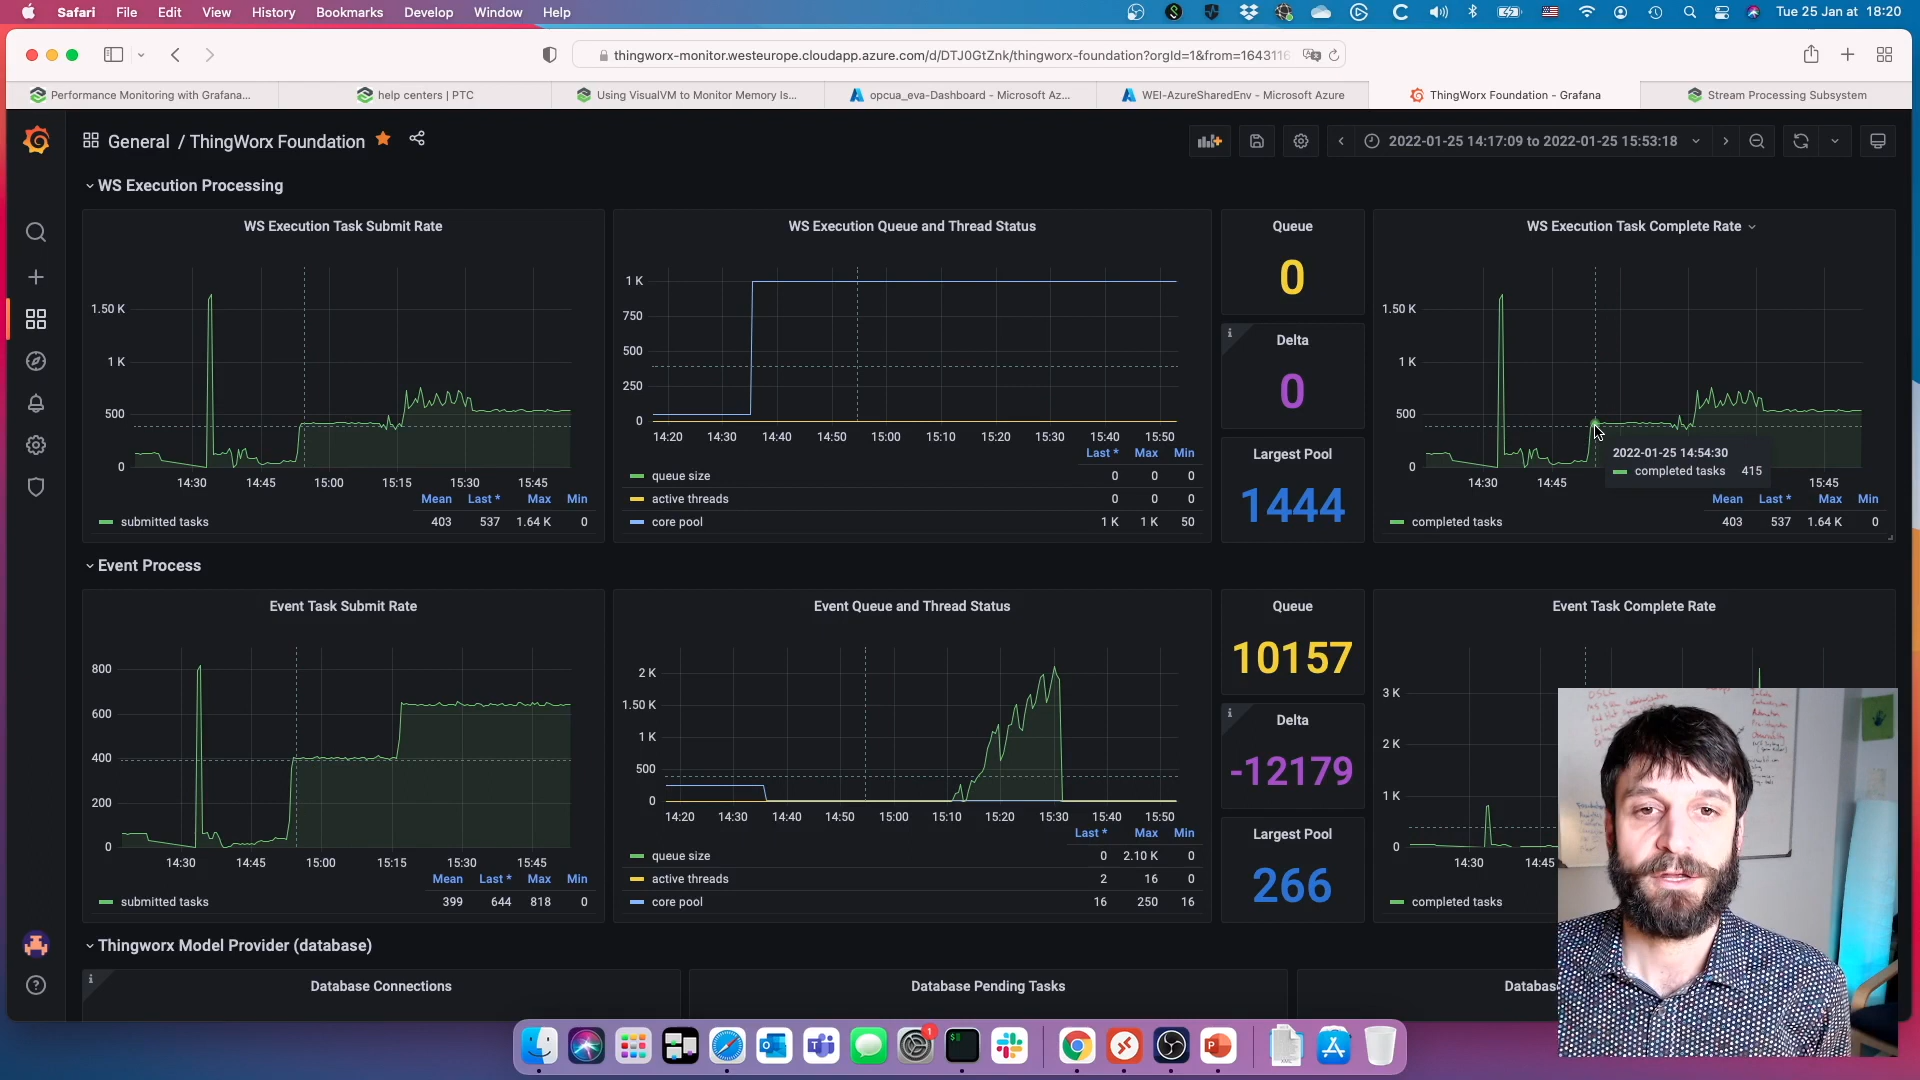 Safari File Edit View History Bookmarks Develop Window Help Tue 25 Jan at 18:20
thingworx-monitor.westeurope.cloudapp.azure.com/d/DTJ0GtZnk/thingworx-foundation?orgId=1&from=1643116
Performance Monitoring with Grafana... help centers | PTC Using VisualVM to Monitor Memory Is... opcua_eva-Dashboard - Microsoft Az... WEI-AzureSharedEnv - Microsoft Azure ThingWorx Foundation - Grafana Stream Processing Subsystem
General / ThingWorx Foundation 2022-01-25 14:17:09 to 2022-01-25 15:53:18
WS Execution Processing
WS Execution Task Submit Rate
1.50 K
1 K
500
0
14:30 14:45 15:00 15:15 15:30 15:45
Mean Last * Max Min
submitted tasks 403 537 1.64 K 0
WS Execution Queue and Thread Status
1 K
750
500
250
0
14:20 14:30 14:40 14:50 15:00 15:10 15:20 15:30 15:40 15:50
Last * Max Min
queue size 0 0 0
active threads 0 0 0
core pool 1 K 1 K 50
Queue
0
Delta
0
Largest Pool
1444
WS Execution Task Complete Rate
1.50 K
1 K
500
0
2022-01-25 14:54:30
completed tasks 415
14:30 14:45 15:45
Mean Last * Max Min
completed tasks 403 537 1.64 K 0
Event Process
Event Task Submit Rate
800
600
400
200
0
14:30 14:45 15:00 15:15 15:30 15:45
Mean Last * Max Min
submitted tasks 399 644 818 0
Event Queue and Thread Status
2 K
1.50 K
1 K
500
0
14:20 14:30 14:40 14:50 15:00 15:10 15:20 15:30 15:40 15:50
Last * Max Min
queue size 0 2.10 K 0
active threads 2 16 0
core pool 16 250 16
Queue
10157
Delta
-12179
Largest Pool
266
Event Task Complete Rate
3 K
2 K
1 K
0
14:30 14:45
completed tasks
Thingworx Model Provider (database)
Database Connections
Database Pending Tasks
Databas
1